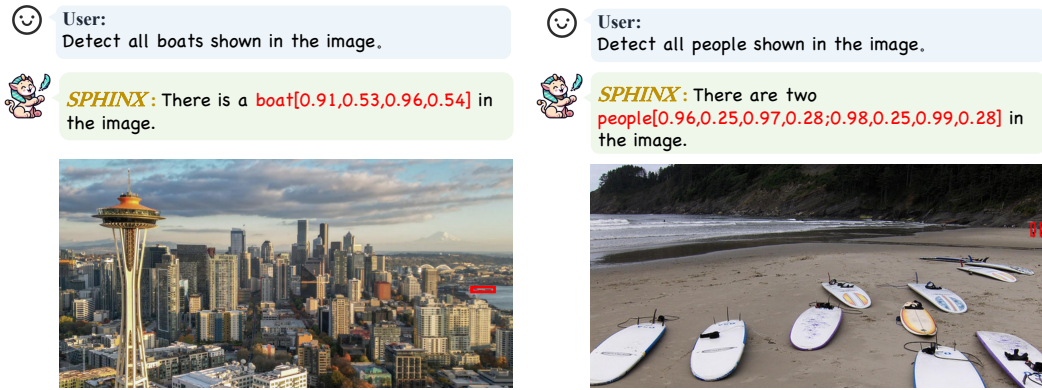 User:
Detect all boats shown in the image。
SPHINX : There is a boat[0.91,0.53,0.96,0.54] in
the image.
User:
Detect all people shown in the image。
SPHINX : There are two
people[0.96,0.25,0.97,0.28;0.98,0.25,0.99,0.28] in
the image.